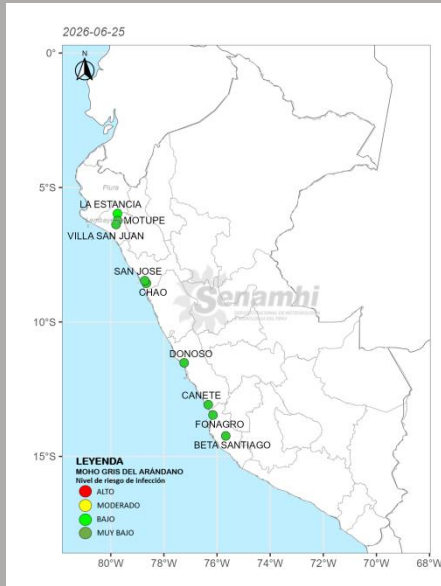 2026-06-25
N
0°
5°S
10°S
15°S
Piura
LA ESTANCIA
MOTUPE
VILLA SAN JUAN
SAN JOSE
CHAO
Senamhi
DONOSO
CANETE
FONAGRO
BETA SANTIAGO
LEYENDA
MOHO GRIS DEL ARÁNDANO
Nivel de riesgo de infección
ALTO
MODERADO
BAJO
MUY BAJO
80°W 78°W 76°W 74°W 72°W 70°W 68°W